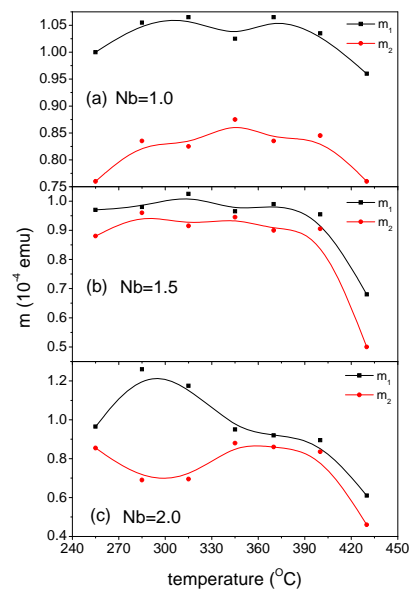 1.05
1.00
0.95
0.90
0.85
0.80
0.75
m₁
m₂
(a) Nb=1.0
1.0
0.9
0.8
0.7
0.6
0.5
m₁
m₂
(b) Nb=1.5
m (10⁻⁴ emu)
1.2
1.0
0.8
0.6
0.4
m₁
m₂
(c) Nb=2.0
240 270 300 330 360 390 420 450
temperature (°C)